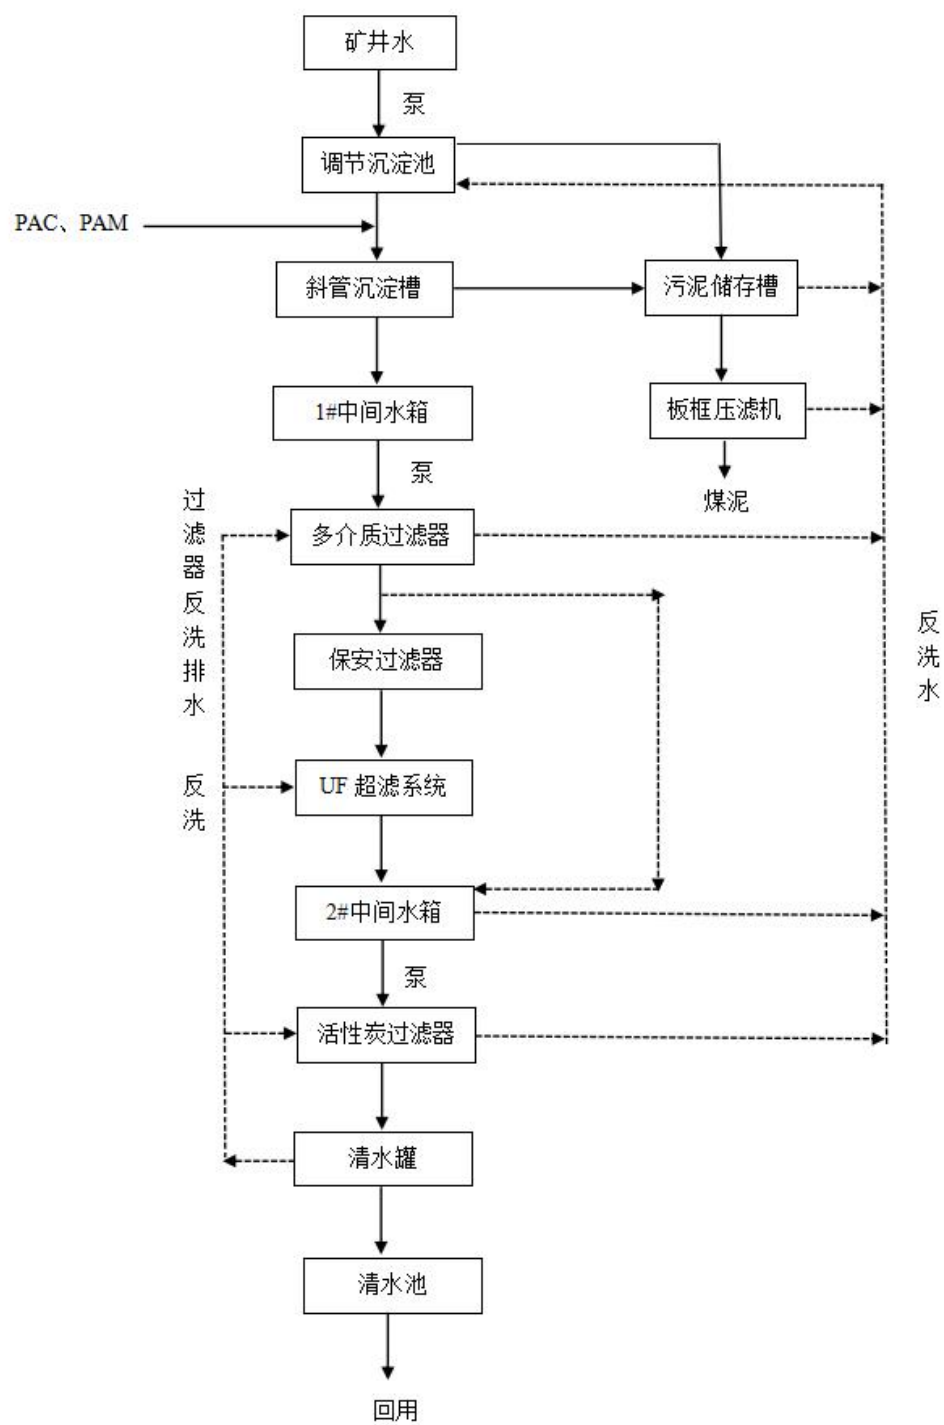 矿井水
泵
调节沉淀池
PAC、PAM
斜管沉淀槽
污泥储存槽
1#中间水箱
板框压滤机
泵
煤泥
多介质过滤器
过滤器反洗排水
反洗
反洗水
保安过滤器
UF 超滤系统
2#中间水箱
泵
活性炭过滤器
清水罐
清水池
回用